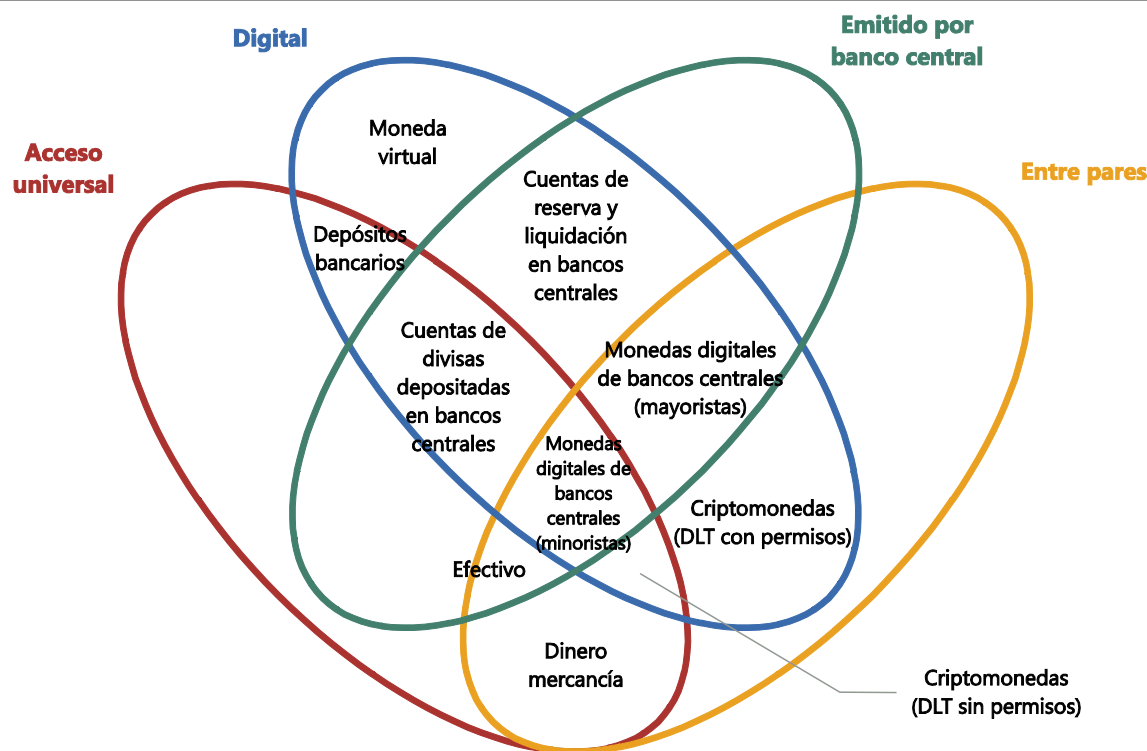 Digital
Emitido por
banco central
Acceso
universal
Entre pares
Moneda
virtual
Depósitos
bancarios
Cuentas de
reserva y
liquidación
en bancos
centrales
Cuentas de
divisas
depositadas
en bancos
centrales
Monedas digitales
de bancos centrales
(mayoristas)
Monedas
digitales de
bancos
centrales
(minoristas)
Criptomonedas
(DLT con permisos)
Efectivo
Dinero
mercancía
Criptomonedas
(DLT sin permisos)